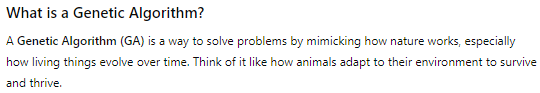 What is a Genetic Algorithm?
A Genetic Algorithm (GA) is a way to solve problems by mimicking how nature works, especially
how living things evolve over time. Think of it like how animals adapt to their environment to survive
and thrive.